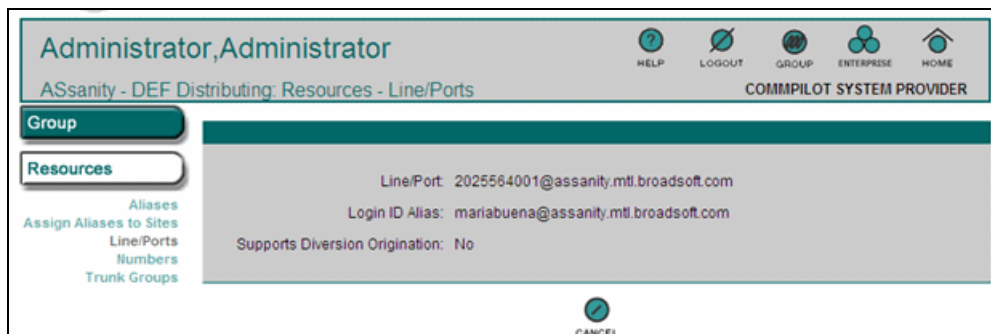 Administrator,Administrator
HELP
LOGOUT
GROUP
ENTERPRISE
HOME
ASsanity - DEF Distributing: Resources - Line/Ports
COMMPILOT SYSTEM PROVIDER
Group
Resources
Aliases
Assign Aliases to Sites
Line/Ports
Numbers
Trunk Groups
Line/Port: 2025564001@assanity.mtl.broadsoft.com
Login ID Alias: mariabuena@assanity.mtl.broadsoft.com
Supports Diversion Origination: No
CANCEL